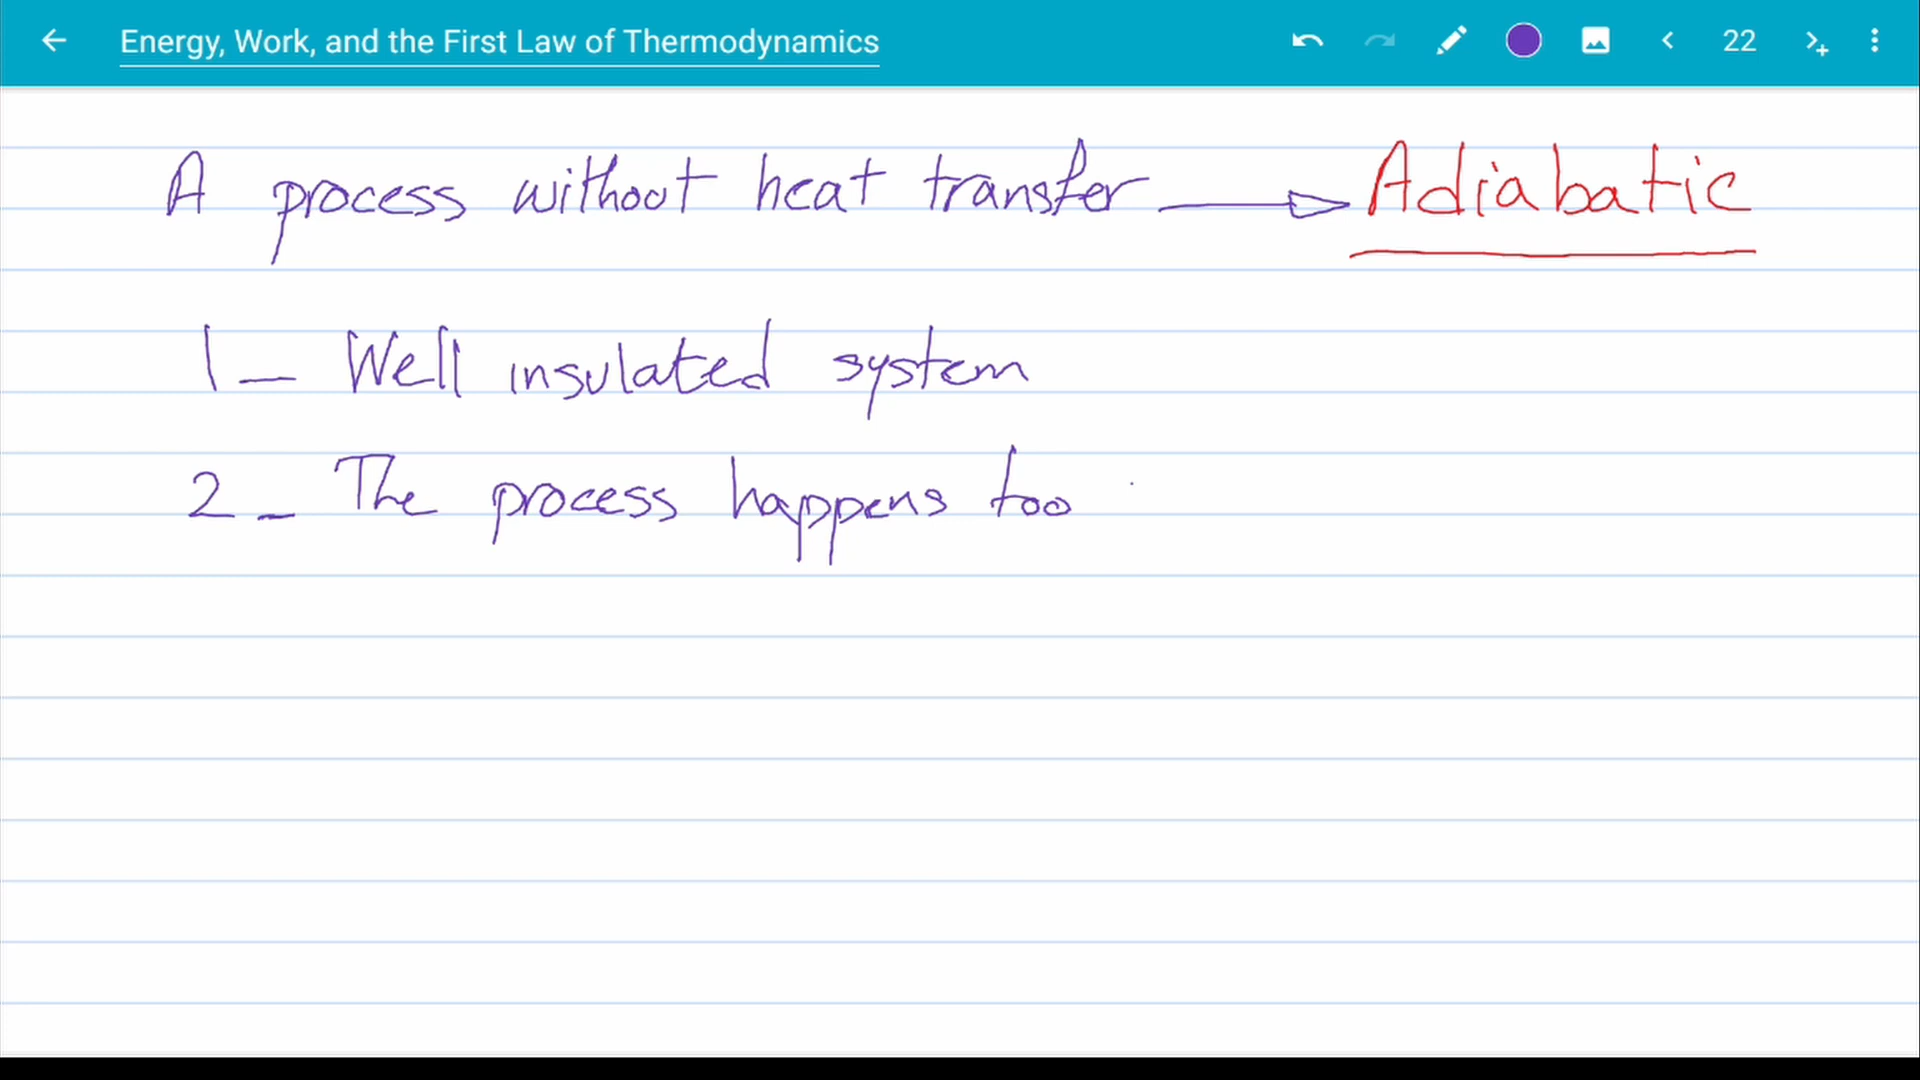 Energy, Work, and the First Law of Thermodynamics 22
A process without heat transfer Adiabatic
1 - Well insulated system
2 - The process happens too